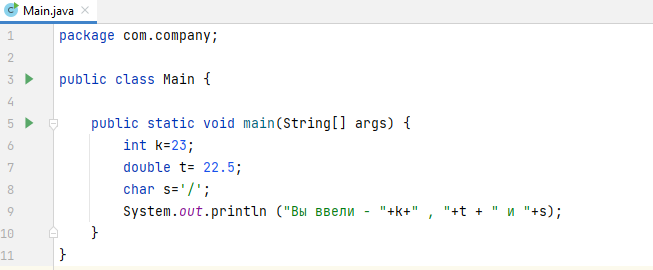 Main.java
1 package com.company;
2
3 public class Main {
4
5 public static void main(String[] args) {
6 int k=23;
7 double t= 22.5;
8 char s='/';
9 System.out.println ("Вы ввели - "+k+" , "+t + " и "+s);
10 }
11 }